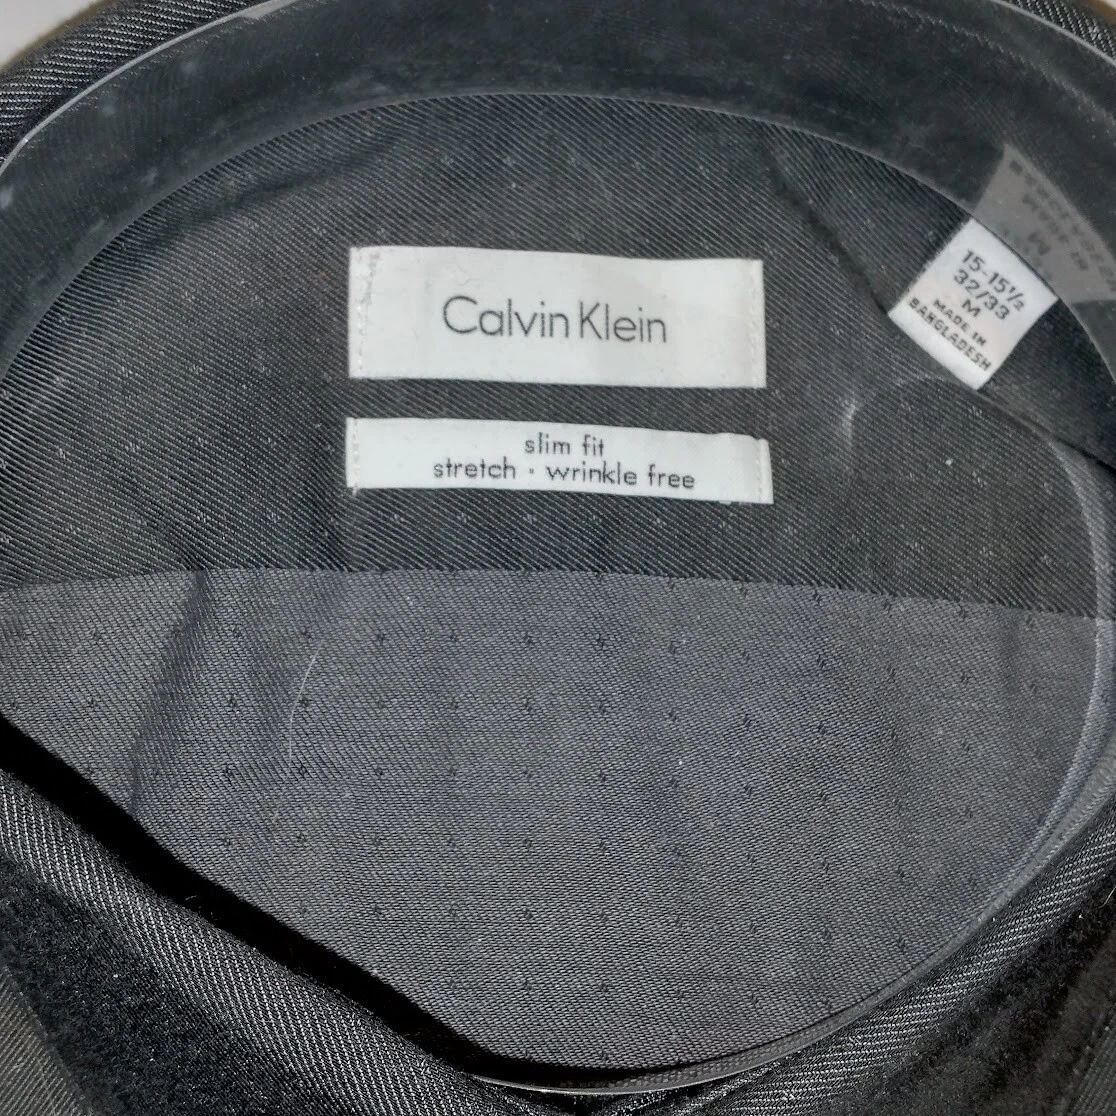 Calvin Klein
slim fit
stretch • wrinkle free
15-15½
32/33
M
MADE IN
BANGLADESH